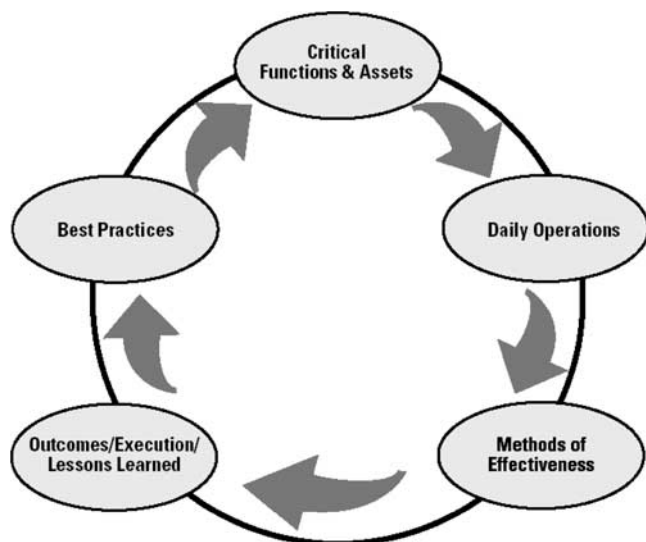 Critical
Functions & Assets
Daily Operations
Methods of
Effectiveness
Outcomes/Execution/
Lessons Learned
Best Practices